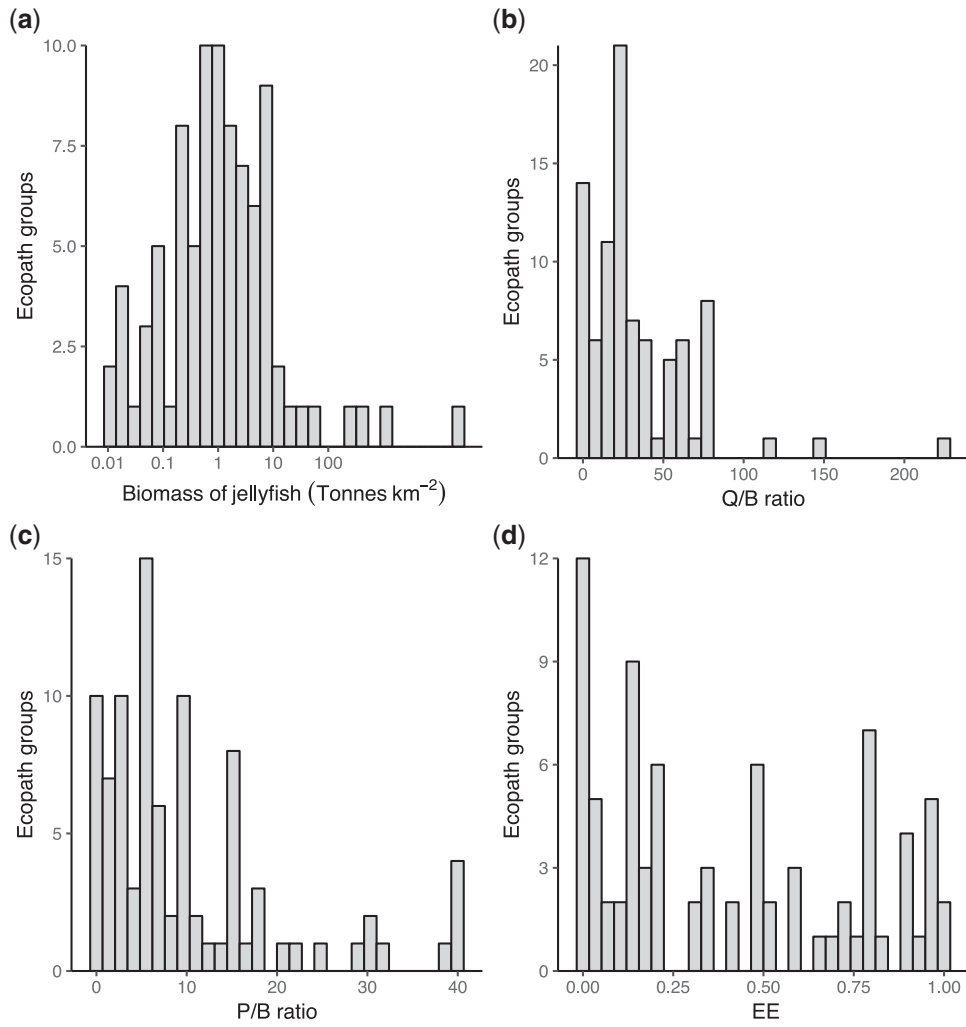 (a)
10.0
7.5
5.0
2.5
0.0
Ecopath groups
0.01 0.1 1 10 100
Biomass of jellyfish (Tonnes km−2)
(b)
20
15
10
5
0
Ecopath groups
0 50 100 150 200
Q/B ratio
(c)
15
10
5
0
Ecopath groups
0 10 20 30 40
P/B ratio
(d)
12
9
6
3
0
Ecopath groups
0.00 0.25 0.50 0.75 1.00
EE